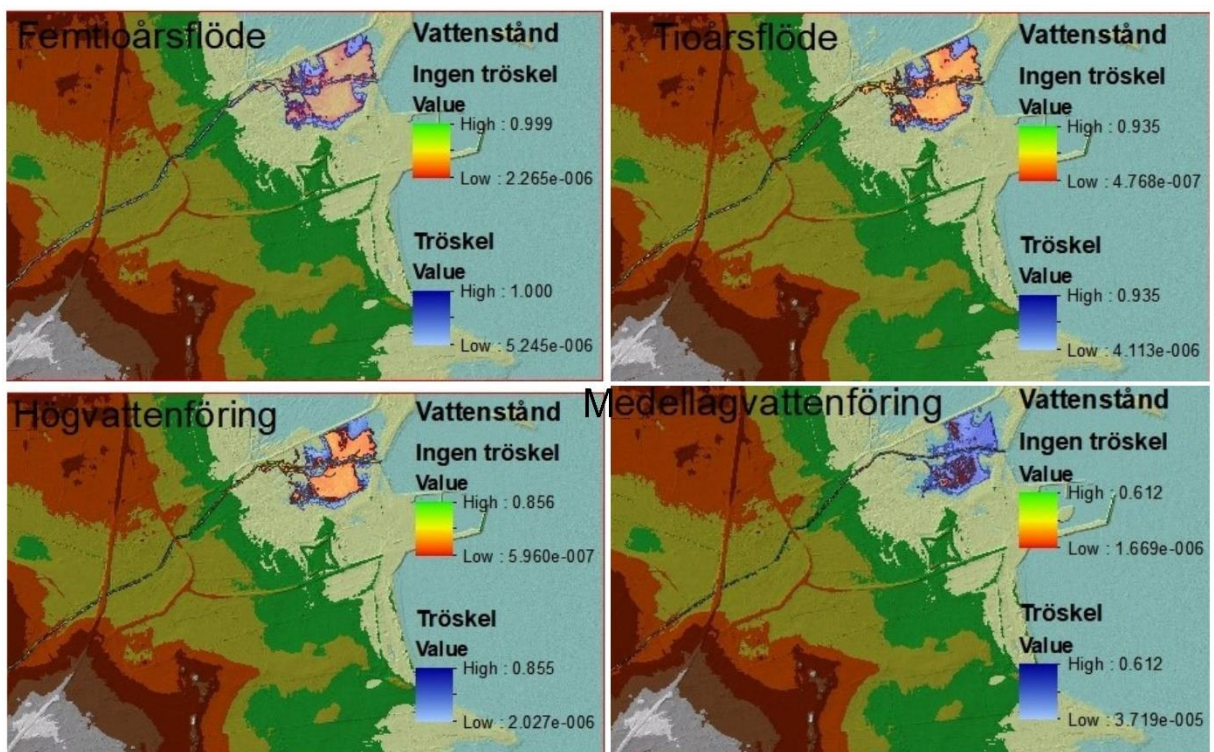 Femtioårsflöde
Vattenstånd
Ingen tröskel
Value
High : 0.999
Low : 2.265e-006
Tröskel
Value
High : 1.000
Low : 5.245e-006
Tioårsflöde
Vattenstånd
Ingen tröskel
Value
High : 0.935
Low : 4.768e-007
Tröskel
Value
High : 0.935
Low : 4.113e-006
Högvattenföring
Vattenstånd
Ingen tröskel
Value
High : 0.856
Low : 5.960e-007
Tröskel
Value
High : 0.855
Low : 2.027e-006
Medellågvattenföring
Vattenstånd
Ingen tröskel
Value
High : 0.612
Low : 1.669e-006
Tröskel
Value
High : 0.612
Low : 3.719e-005